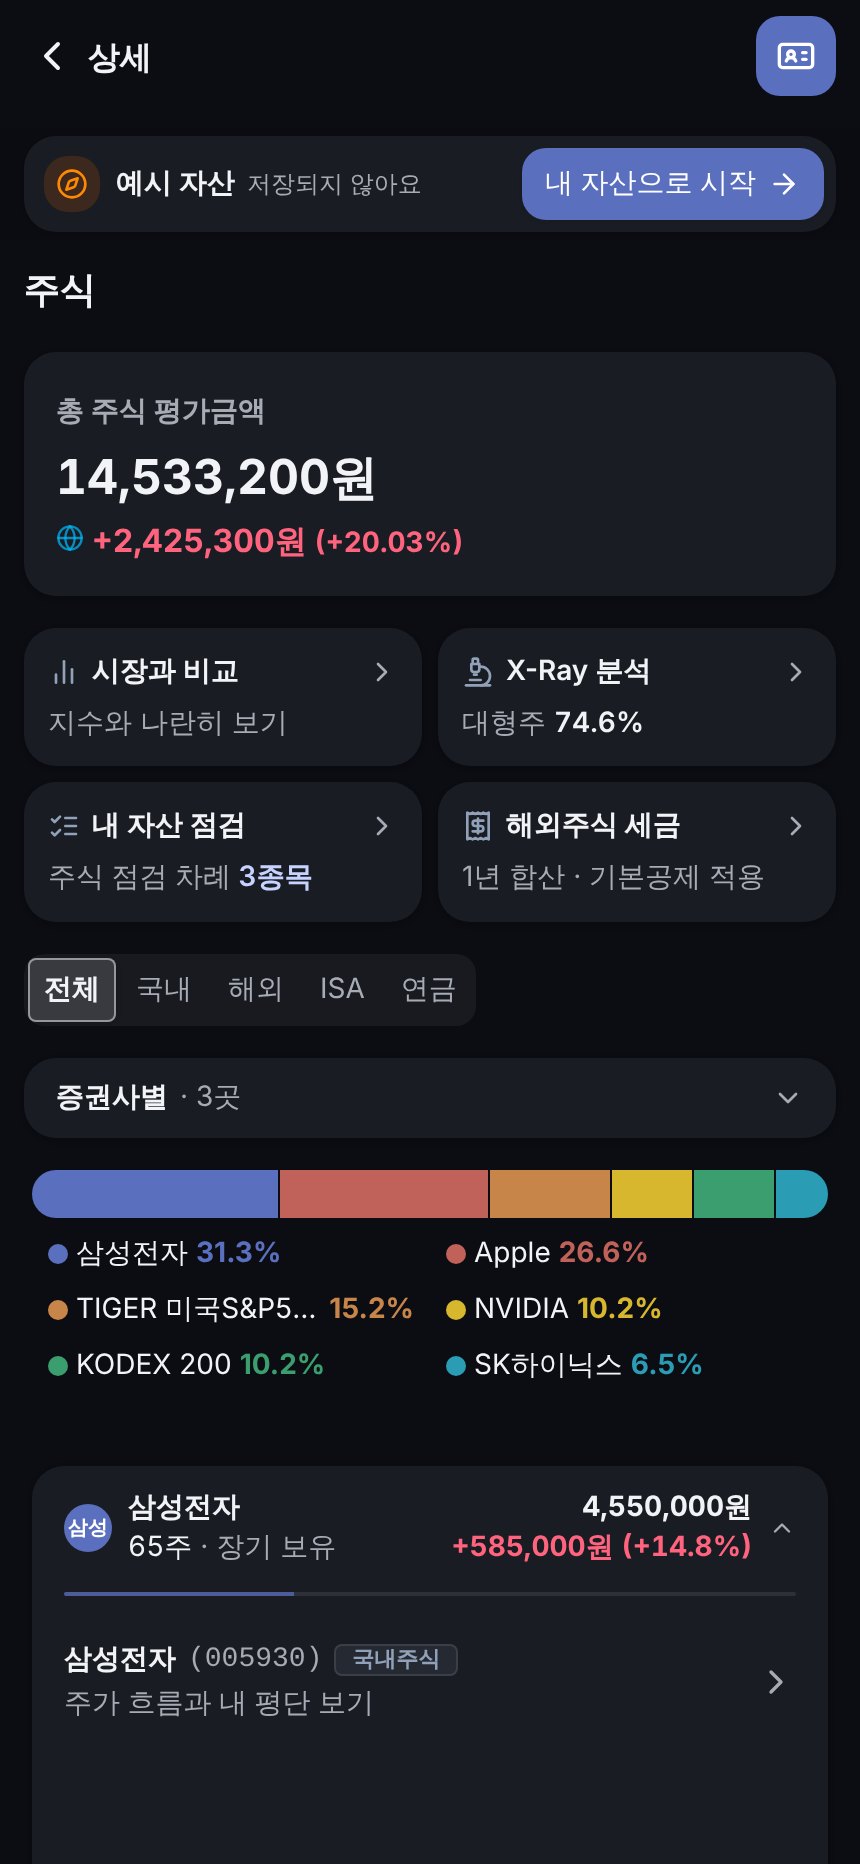 상세
예시 자산 저장되지 않아요
내 자산으로 시작
주식
총 주식 평가금액
14,533,200원
+2,425,300원 (+20.03%)
시장과 비교
지수와 나란히 보기
X-Ray 분석
대형주 74.6%
내 자산 점검
주식 점검 차례 3종목
해외주식 세금
1년 합산 · 기본공제 적용
전체 국내 해외 ISA 연금
증권사별 · 3곳
삼성전자 31.3%
Apple 26.6%
TIGER 미국S&P5... 15.2%
NVIDIA 10.2%
KODEX 200 10.2%
SK하이닉스 6.5%
삼성
삼성전자
65주 · 장기 보유
4,550,000원
+585,000원 (+14.8%)
삼성전자 (005930) 국내주식
주가 흐름과 내 평단 보기